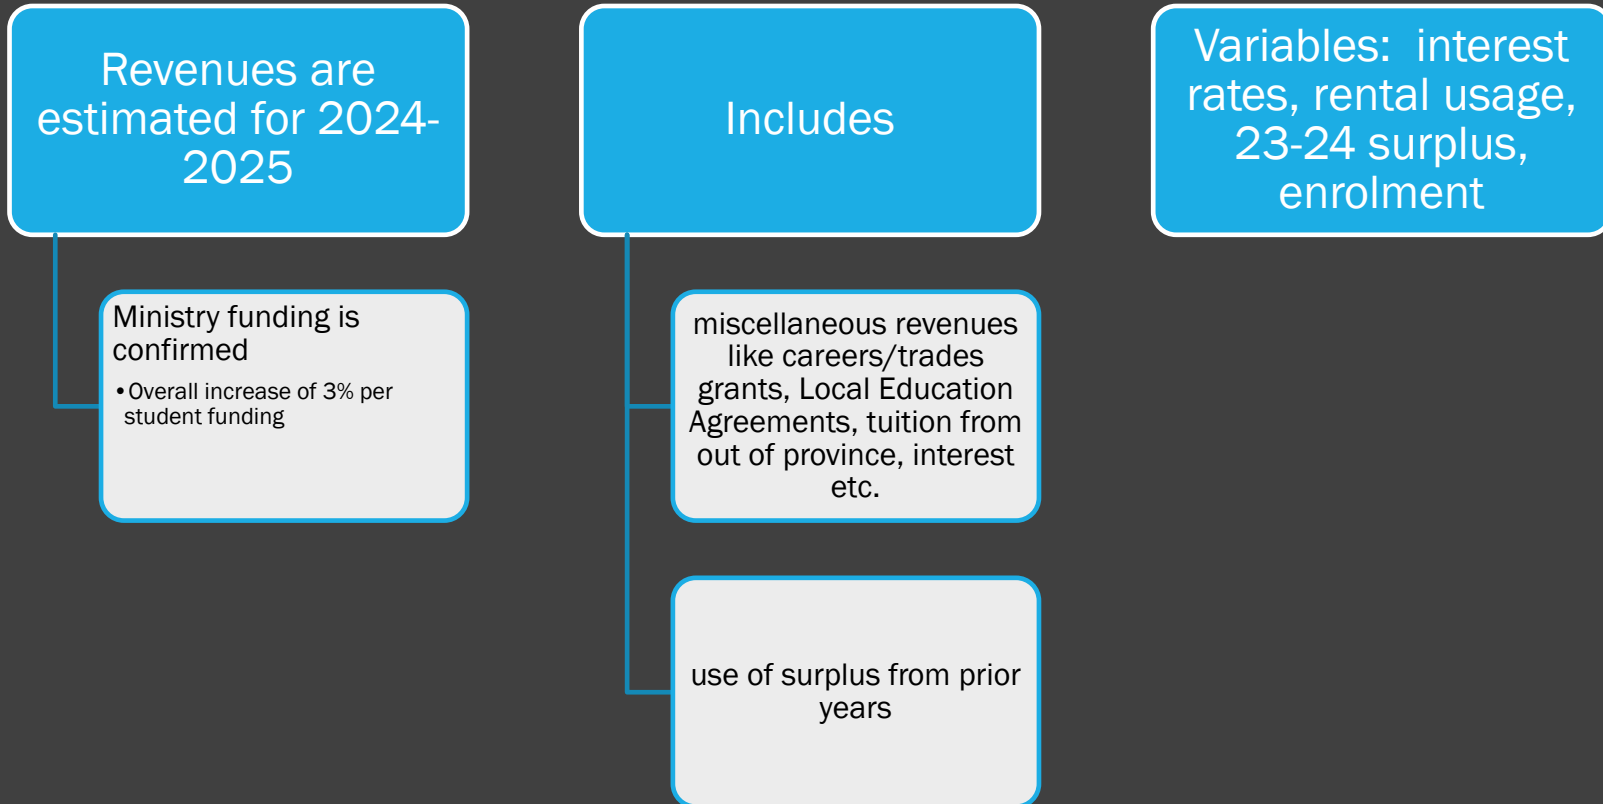 Revenues are
estimated for 2024-
2025
Ministry funding is
confirmed
•Overall increase of 3% per
student funding
Includes
miscellaneous revenues
like careers/trades
grants, Local Education
Agreements, tuition from
out of province, interest
etc.
use of surplus from prior
years
Variables:  interest
rates, rental usage,
23-24 surplus,
enrolment